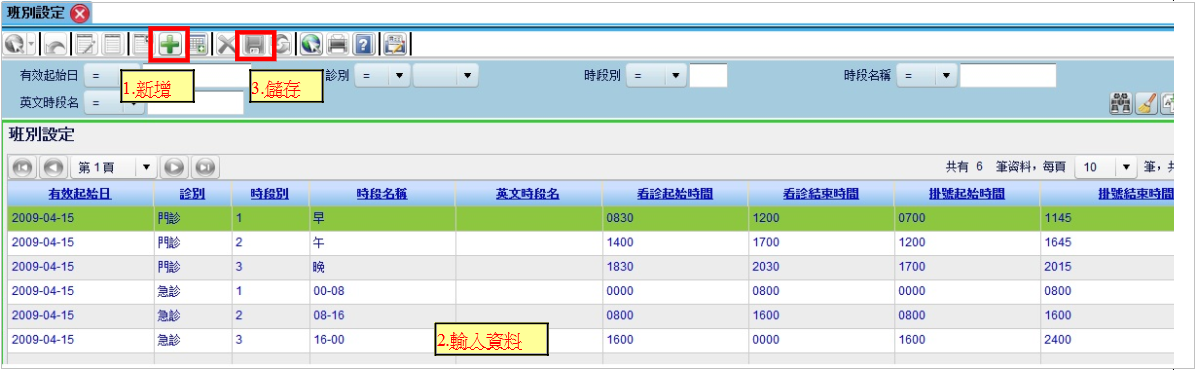 班別設定
有效起始日 = 診別 = 時段別 = 時段名稱 =
1.新增
3.儲存
英文時段名 =
班別設定
第1頁 共有 6 筆資料，每頁 10 筆，
有效起始日 診別 時段別 時段名稱 英文時段名 看診起始時間 看診結束時間 掛號起始時間 掛號結束時間
2009-04-15 門診 1 早 0830 1200 0700 1145
2009-04-15 門診 2 午 1400 1700 1200 1645
2009-04-15 門診 3 晚 1830 2030 1700 2015
2009-04-15 急診 1 00-08 0000 0800 0000 0800
2009-04-15 急診 2 08-16 0800 1600 0800 1600
2009-04-15 急診 3 16-00 1600 0000 1600 2400
2.輸入資料